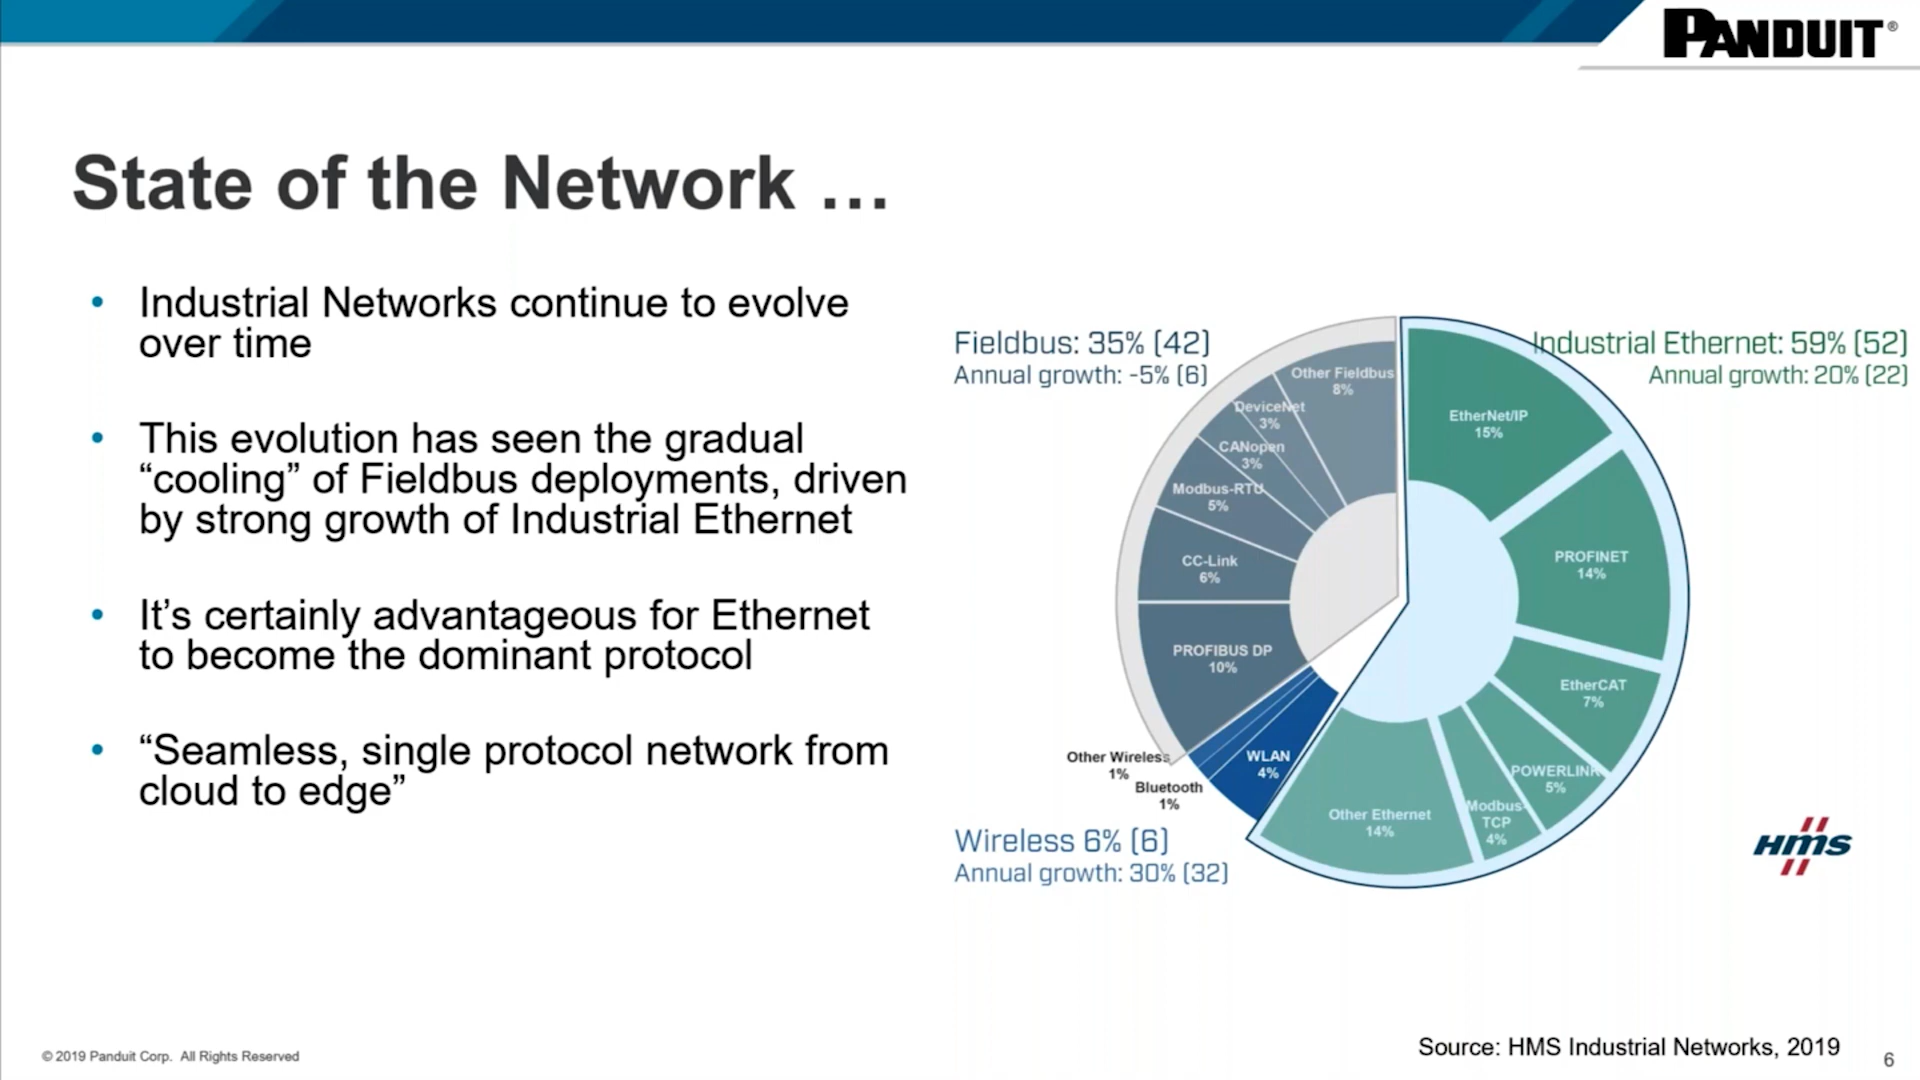 PANDUIT®
State of the Network ...
• Industrial Networks continue to evolve
over time
• This evolution has seen the gradual
“cooling” of Fieldbus deployments, driven
by strong growth of Industrial Ethernet
• It’s certainly advantageous for Ethernet
to become the dominant protocol
• “Seamless, single protocol network from
cloud to edge”
Fieldbus: 35% (42)
Annual growth: -5% (6)
Industrial Ethernet: 59% (52)
Annual growth: 20% (22)
Other Fieldbus
8%
DeviceNet
3%
CANopen
3%
Modbus-RTU
5%
CC-Link
6%
PROFIBUS DP
10%
EtherNet/IP
15%
PROFINET
14%
EtherCAT
7%
POWERLINK
5%
Modbus-
TCP
4%
Other Ethernet
14%
WLAN
4%
Other Wireless
1%
Bluetooth
1%
Wireless 6% (6)
Annual growth: 30% (32)
HMS
Source: HMS Industrial Networks, 2019
© 2019 Panduit Corp. All Rights Reserved
6